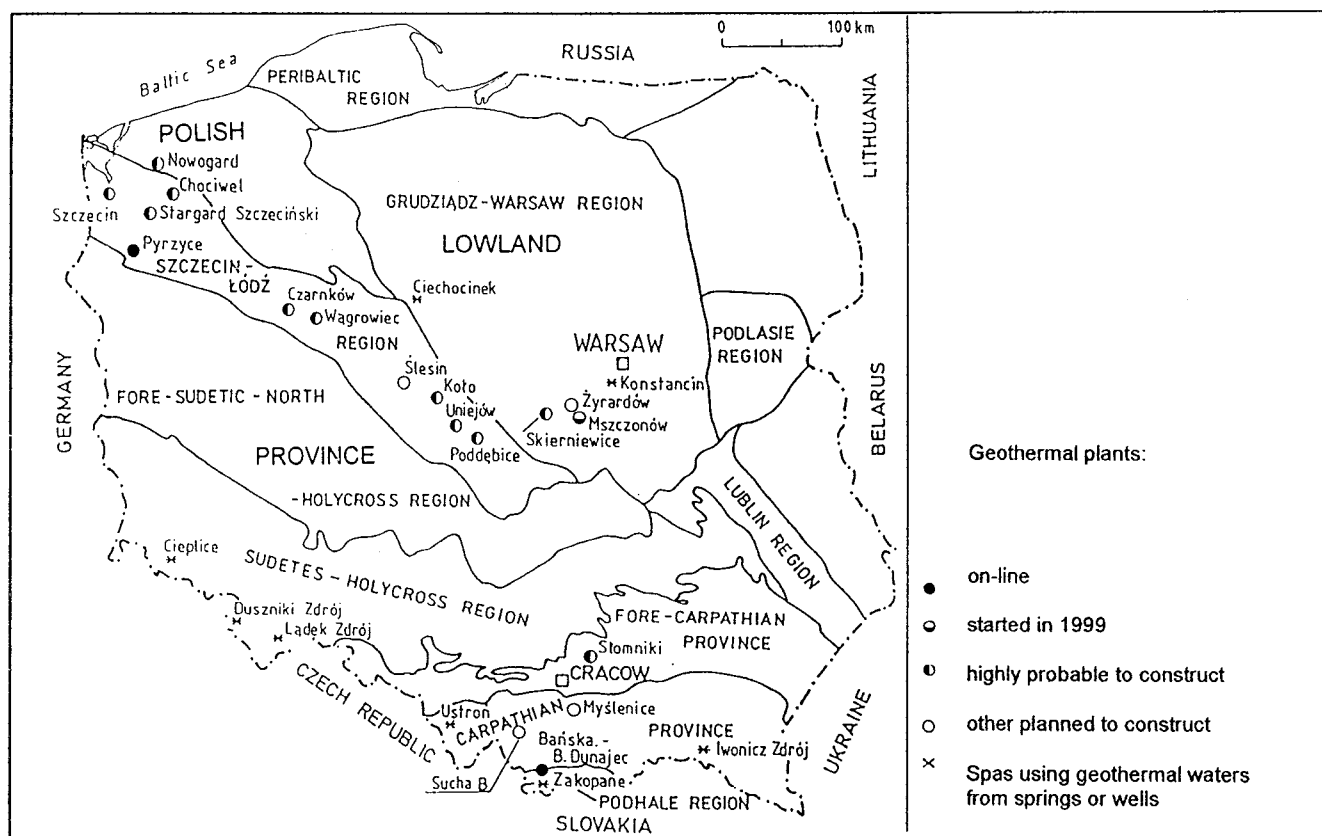 0 100 km
RUSSIA
Baltic Sea
PERIBALTIC
REGION
LITHUANIA
POLISH
Nowogard
Chociwel
Szczecin
Stargard Szczeciński
GRUDZIĄDZ-WARSAW REGION
LOWLAND
Pyrzyce
SZCZECIN-
ŁÓDŹ
REGION
Czarnków
Wągrowiec
Ciechocinek
WARSAW
Konstancin
PODLASIE
REGION
Ślesin
Koło
Uniejów
Poddębice
Żyrardów
Mszczonów
Skierniewice
BELARUS
GERMANY
FORE-SUDETIC-NORTH
PROVINCE
-HOLYCROSS REGION
LUBLIN REGION
Cieplice
SUDETES-HOLYCROSS REGION
Duszniki Zdrój
Lądek Zdrój
FORE-CARPATHIAN
PROVINCE
Słomniki
CRACOW
CZECH REPUBLIC
Ustroń
CARPATHIAN
PROVINCE
Myślenice
Bańska.-
B. Dunajec
Iwonicz Zdrój
Sucha B.
Zakopane
PODHALE REGION
SLOVAKIA
UKRAINE
Geothermal plants:
on-line
started in 1999
highly probable to construct
other planned to construct
Spas using geothermal waters
from springs or wells